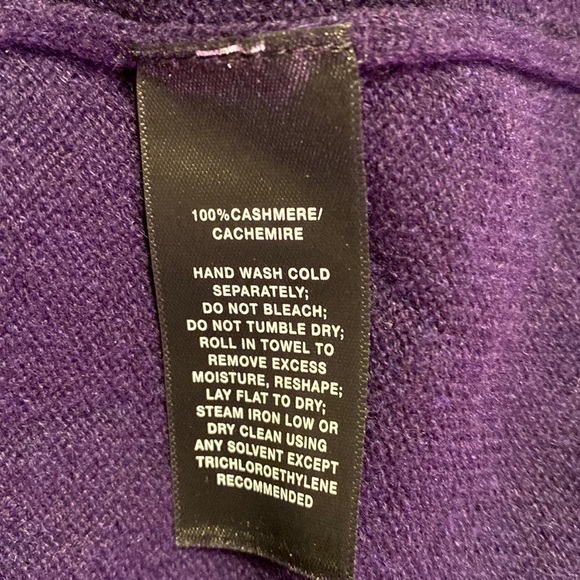 100%CASHMERE/
CACHEMIRE
HAND WASH COLD
SEPARATELY;
DO NOT BLEACH;
DO NOT TUMBLE DRY;
ROLL IN TOWEL TO
REMOVE EXCESS
MOISTURE, RESHAPE;
LAY FLAT TO DRY;
STEAM IRON LOW OR
DRY CLEAN USING
ANY SOLVENT EXCEPT
TRICHLOROETHYLENE
RECOMMENDED